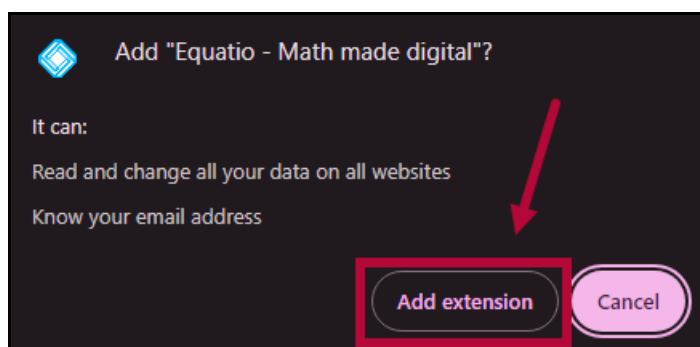 Add "Equatio - Math made digital"?
It can:
Read and change all your data on all websites
Know your email address
Add extension
Cancel